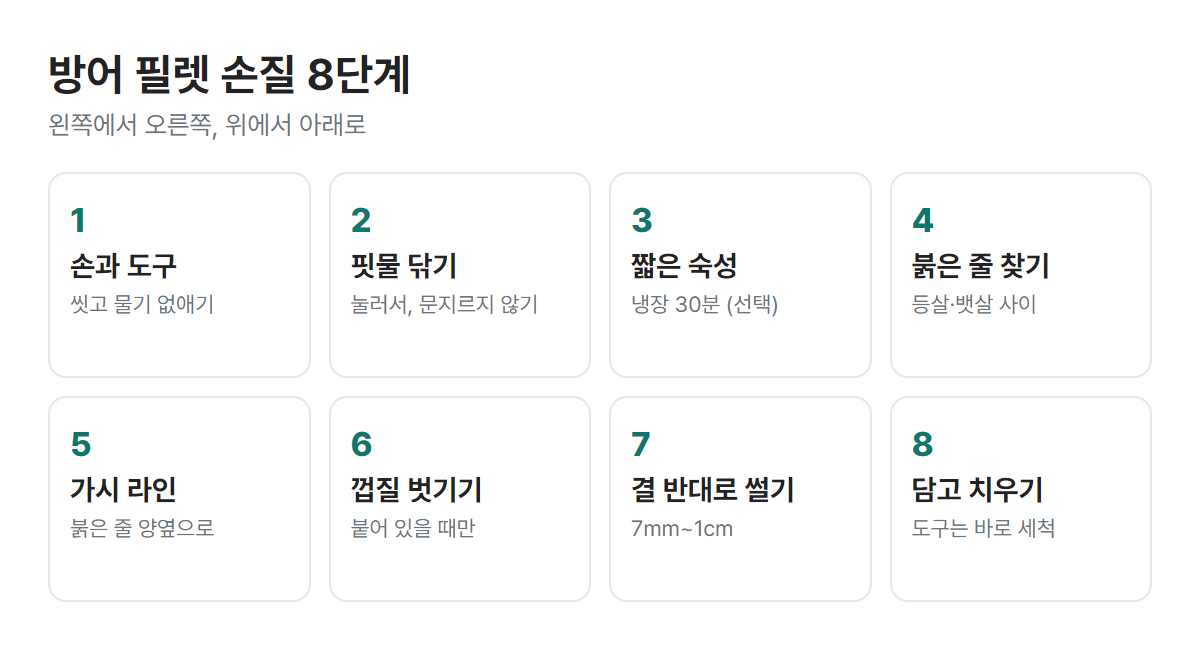 방어 필렛 손질 8단계
왼쪽에서 오른쪽, 위에서 아래로
1
손과 도구
씻고 물기 없애기
2
핏물 닦기
눌러서, 문지르지 않기
3
짧은 숙성
냉장 30분 (선택)
4
붉은 줄 찾기
등살·뱃살 사이
5
가시 라인
붉은 줄 양옆으로
6
껍질 벗기기
붙어 있을 때만
7
결 반대로 썰기
7mm~1cm
8
담고 치우기
도구는 바로 세척